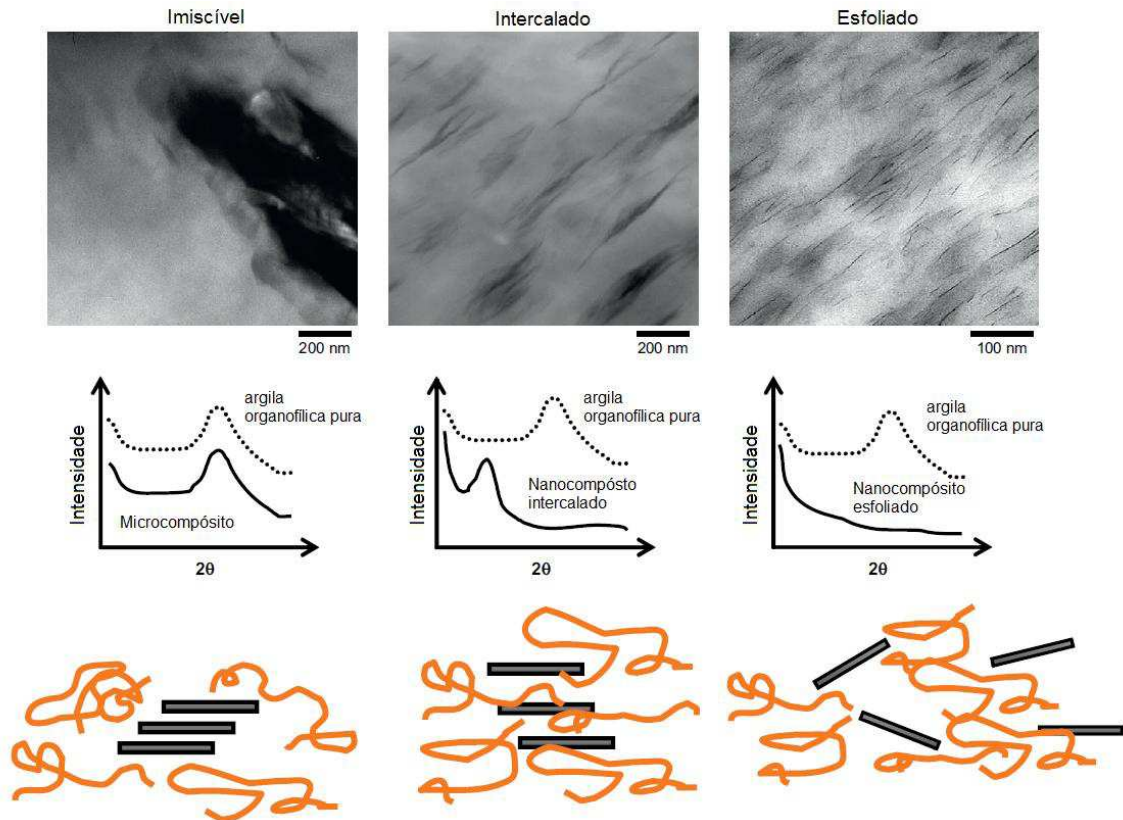 Imiscível
Intercalado
Esfoliado
200 nm
200 nm
100 nm
Intensidade
argila
organofílica pura
Microcompósito
2θ
Intensidade
argila
organofílica pura
Nanocompósto
intercalado
2θ
Intensidade
argila
organofílica pura
Nanocompósito
esfoliado
2θ